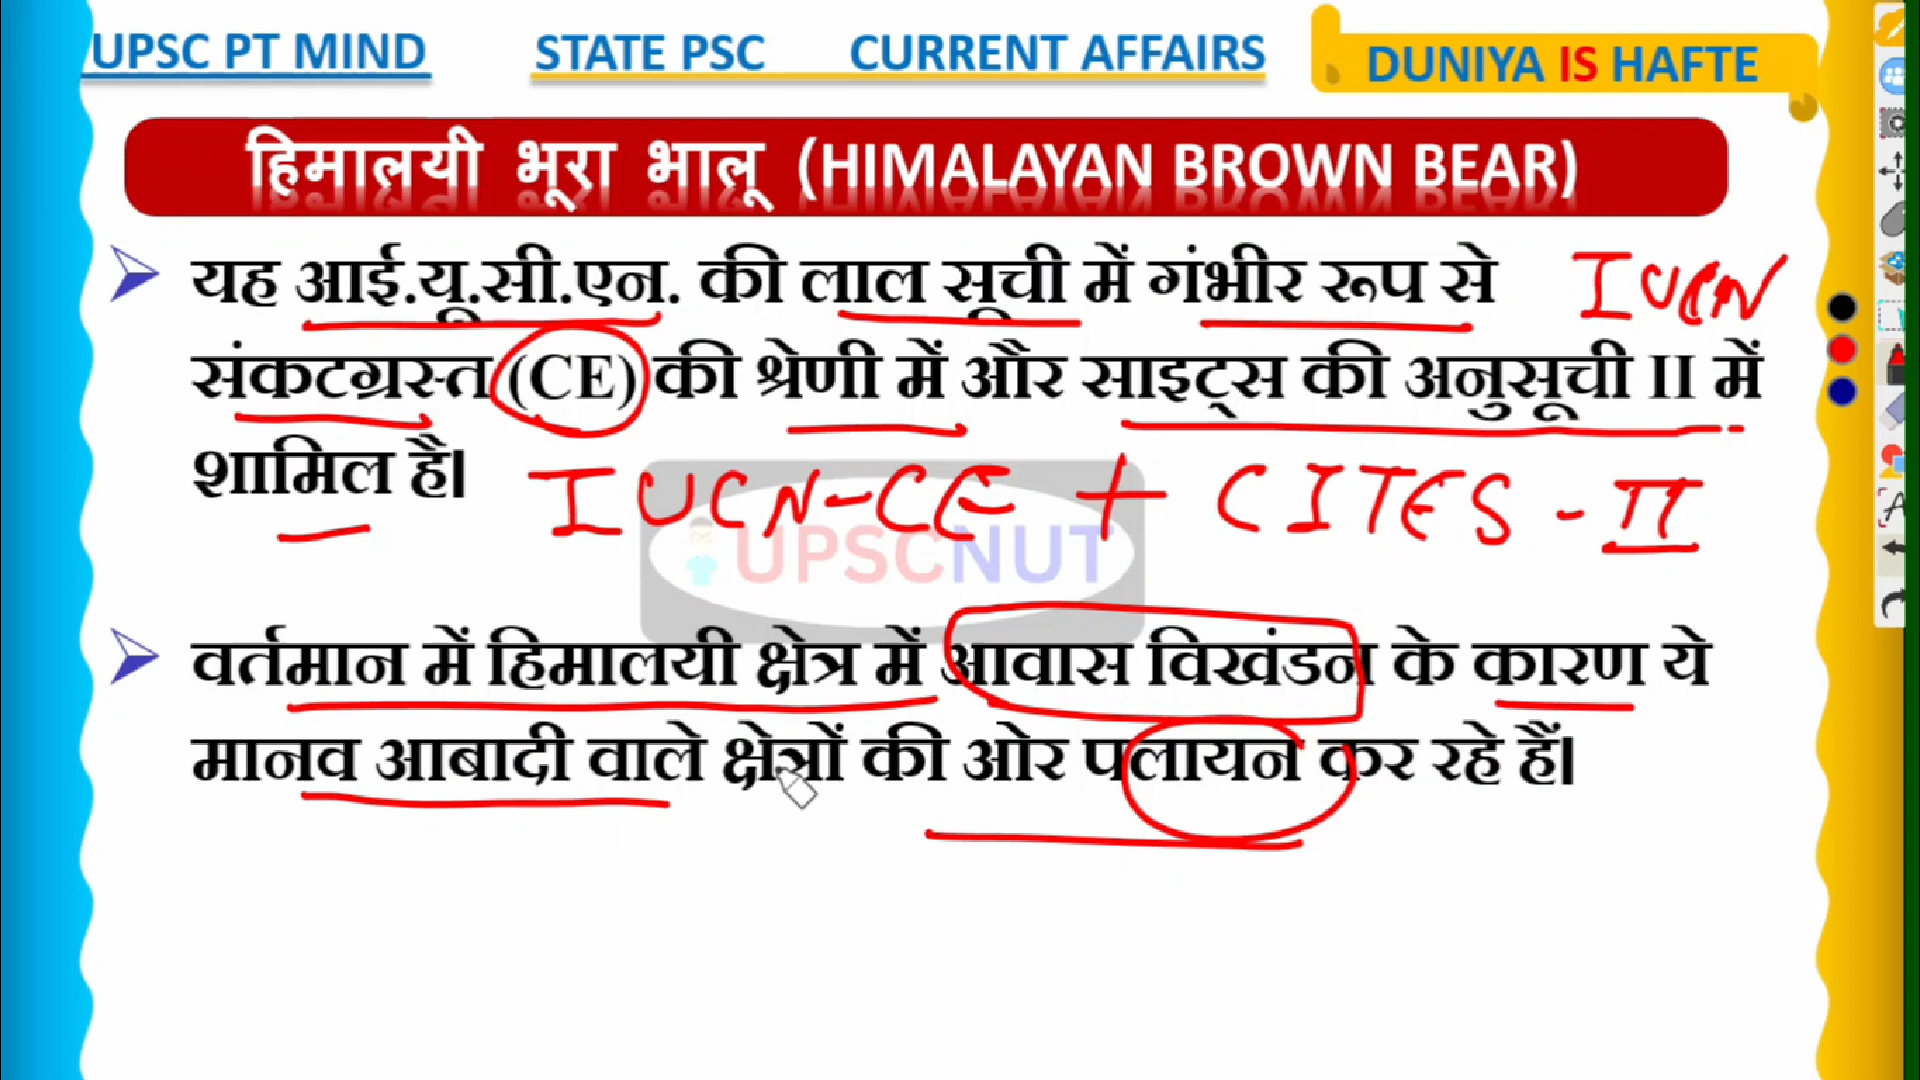 UPSC PT MIND STATE PSC CURRENT AFFAIRS DUNIYA IS HAFTE
हिमालयी भूरा भालू (HIMALAYAN BROWN BEAR)
यह आई.यू.सी.एन. की लाल सूची में गंभीर रूप से IUCN
संकटग्रस्त (CE) की श्रेणी में और साइट्स की अनुसूची II में
शामिल है।
IUCN-CE + CITES - II
UPSCNUT
वर्तमान में हिमालयी क्षेत्र में आवास विखंडन के कारण ये
मानव आबादी वाले क्षेत्रों की ओर पलायन कर रहे हैं।